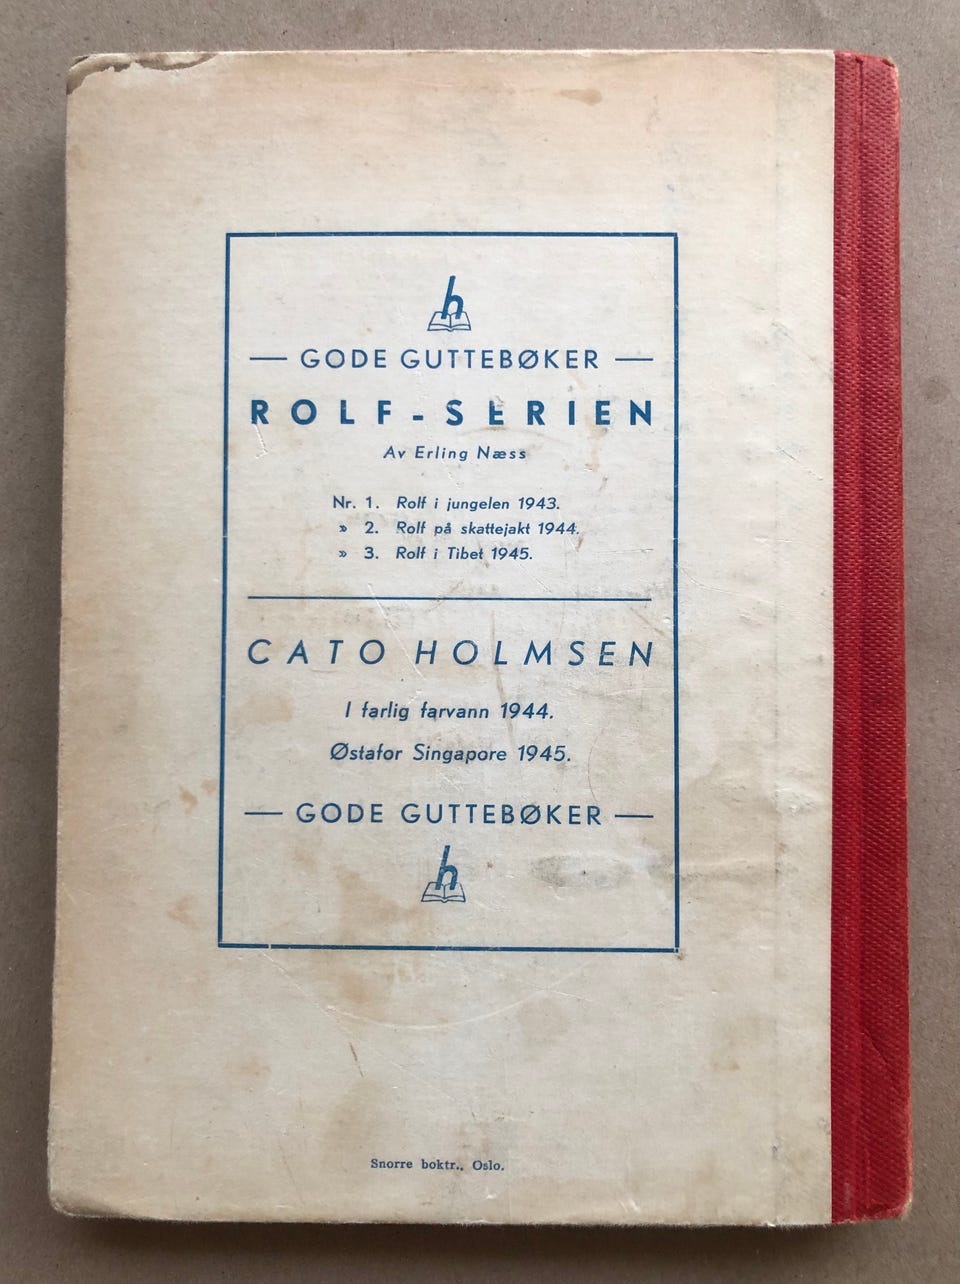 h
— GODE GUTTEBØKER —
ROLF-SERIEN
Av Erling Næss
Nr. 1. Rolf i jungelen 1943.
» 2. Rolf på skattejakt 1944.
» 3. Rolf i Tibet 1945.
CATO HOLMSEN
I farlig farvann 1944.
Østafor Singapore 1945.
— GODE GUTTEBØKER —
h
Snorre boktr., Oslo.